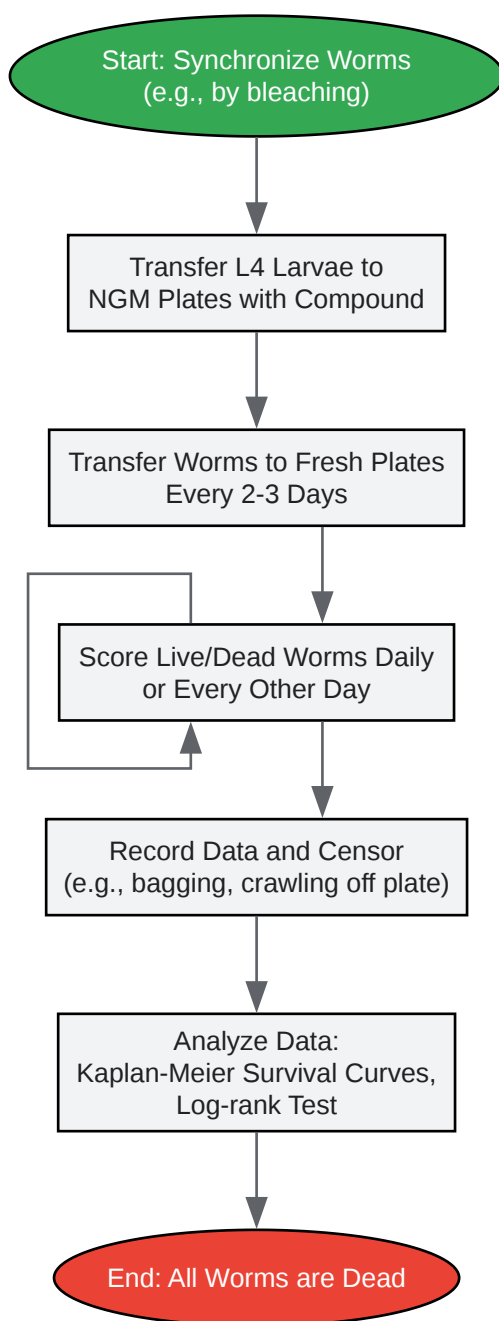 Start: Synchronize Worms
(e.g., by bleaching)
Transfer L4 Larvae to
NGM Plates with Compound
Transfer Worms to Fresh Plates
Every 2-3 Days
Score Live/Dead Worms Daily
or Every Other Day
Record Data and Censor
(e.g., bagging, crawling off plate)
Analyze Data:
Kaplan-Meier Survival Curves,
Log-rank Test
End: All Worms are Dead